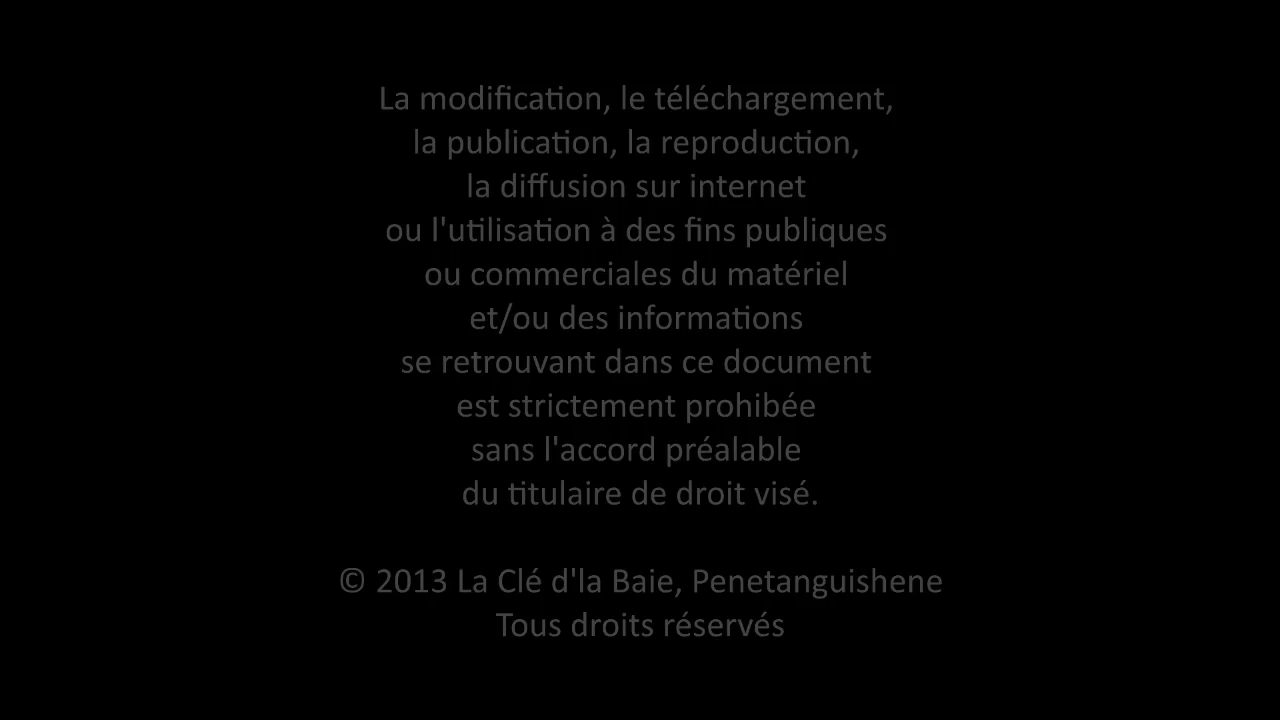 La modification, le téléchargement,
la publication, la reproduction,
la diffusion sur internet
ou l'utilisation à des fins publiques
ou commerciales du matériel
et/ou des informations
se retrouvant dans ce document
est strictement prohibée
sans l'accord préalable
du titulaire de droit visé.
© 2013 La Clé d'la Baie, Penetanguishene
Tous droits réservés